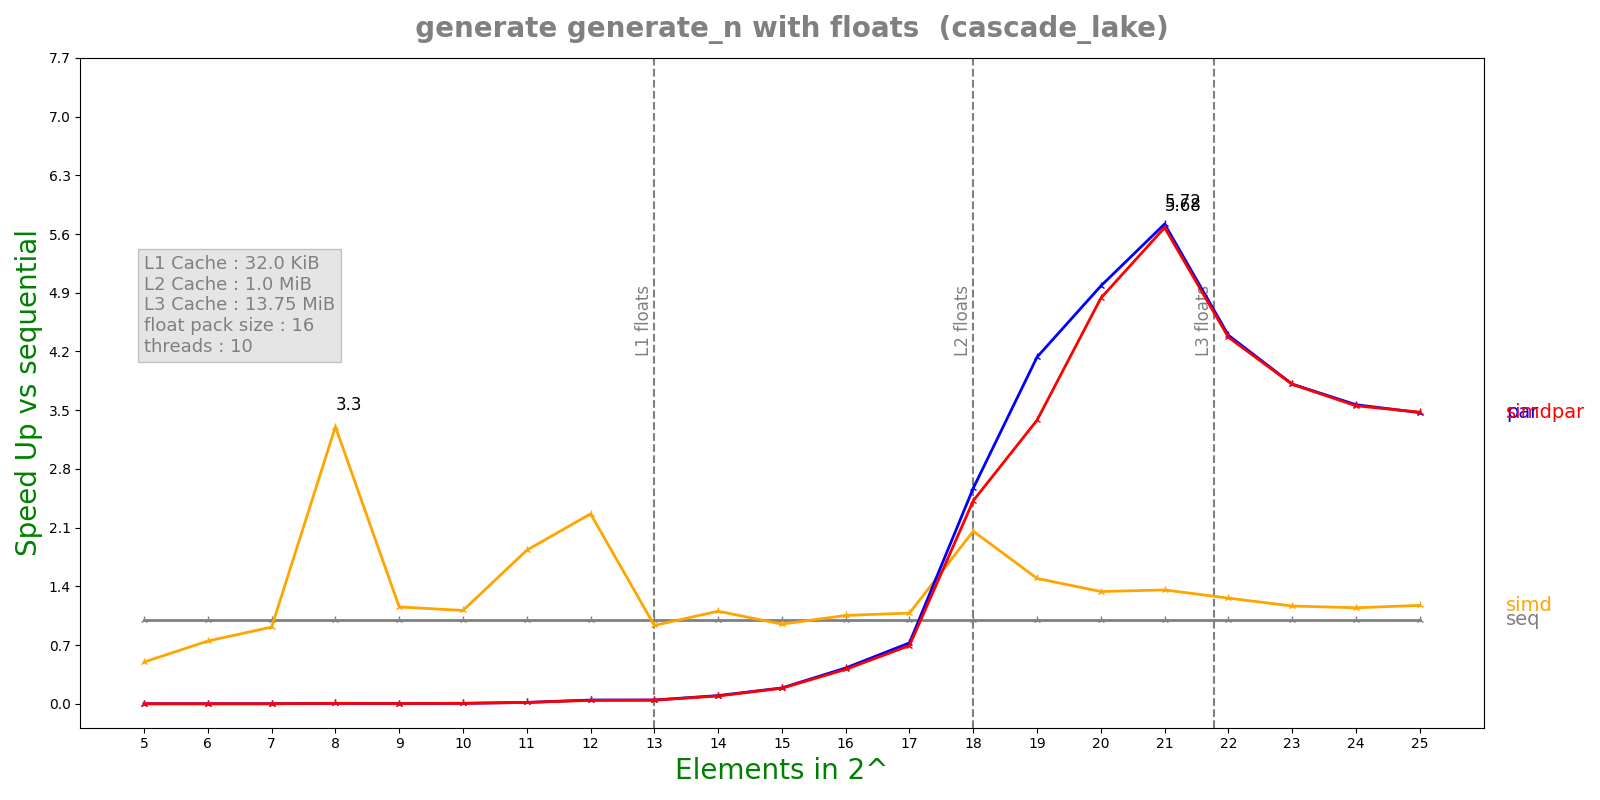 generate generate_n with floats (cascade_lake)
Speed Up vs sequential
7.7
7.0
6.3
5.6
4.9
4.2
3.5
2.8
2.1
1.4
0.7
0.0
L1 Cache : 32.0 KiB
L2 Cache : 1.0 MiB
L3 Cache : 13.75 MiB
float pack size : 16
threads : 10
3.3
5.72
5.68
L1 floats
L2 floats
L3 floats
par
simdpar
simd
seq
5 6 7 8 9 10 11 12 13 14 15 16 17 18 19 20 21 22 23 24 25
Elements in 2^